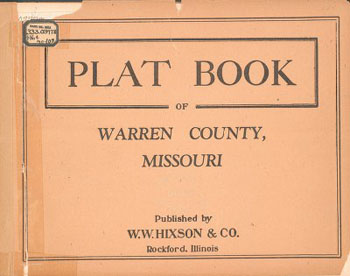 PLAT BOOK
OF
WARREN COUNTY,
MISSOURI
Published by
W.W. HIXSON & CO.
Rockford, Illinois